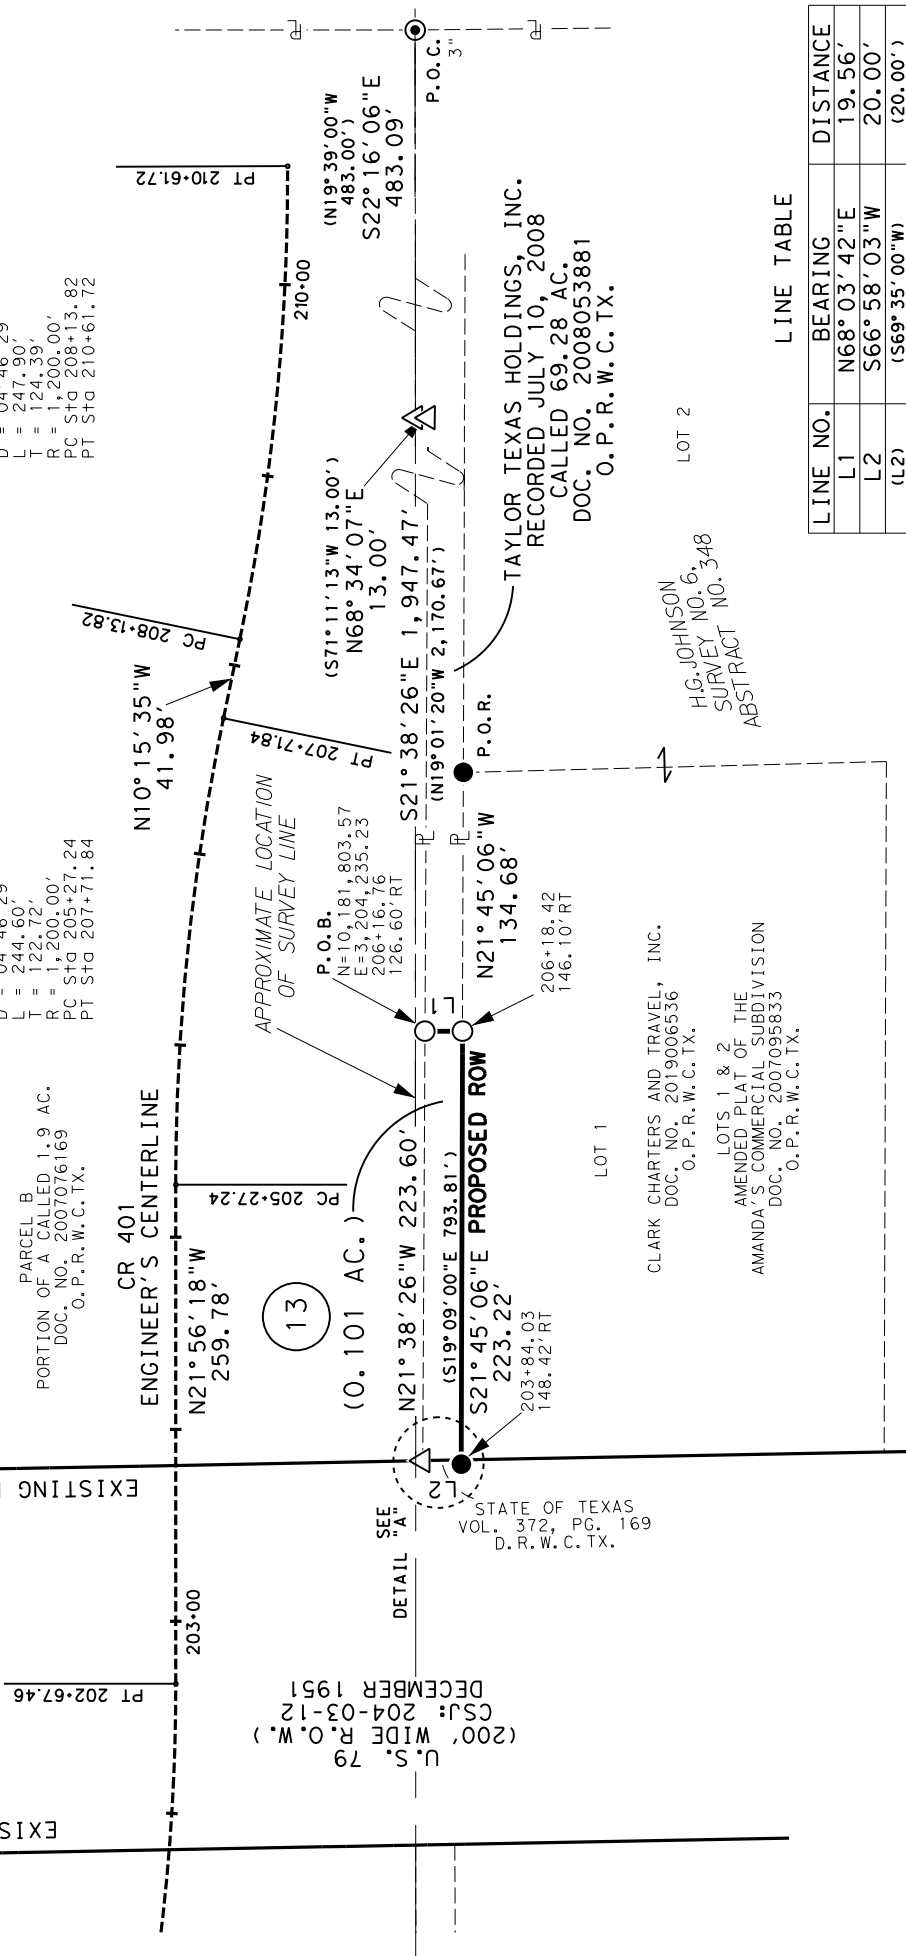 L = 247.90'
T = 124.39'
R = 1,200.00'
PC Sta 208+13.82
PT Sta 210+61.72
L = 244.60'
T = 122.72'
R = 1,200.00'
PC Sta 205+27.24
PT Sta 207+71.84
PARCEL B
PORTION OF A CALLED 1.9 AC.
DOC. NO. 2007076169
O.P.R.W.C.TX.
CR 401
ENGINEER'S CENTERLINE
N21°56'18"W
259.78'
PT 202+67.46
203+00
PC 205+27.24
PT 207+71.84
N10°15'35"W
41.98'
PC 208+13.82
210+00
PT 210+61.72
EXISTING
EXIS
U.S. 79
(200' WIDE R.O.W.)
CSJ: 204-03-12
DECEMBER 1951
SEE
DETAIL "A"
13
(0.101 AC.)
APPROXIMATE LOCATION
OF SURVEY LINE
P.O.B.
N=10,181,803.57
E=3,204,235.23
206+16.76
126.60'RT
N21°38'26"W 223.60'
(S19°09'00"E 793.81')
S21°45'06"E PROPOSED ROW
223.22'
203+84.03
148.42'RT
L1
L2
STATE OF TEXAS
VOL. 372, PG. 169
D.R.W.C.TX.
N21°45'06"W
134.68'
206+18.42
146.10'RT
P.O.R.
PL
PL
S21°38'26"E 1,947.47'
(N19°01'20"W 2,170.67')
(S71°11'13"W 13.00')
N68°34'07"E
13.00'
(N19°39'00"W
483.00')
S22°16'06"E
483.09'
P.O.C.
3"
PL
PL
TAYLOR TEXAS HOLDINGS, INC.
RECORDED JULY 10, 2008
CALLED 69.28 AC.
DOC. NO. 2008053881
O.P.R.W.C.TX.
LOT 1
LOT 2
CLARK CHARTERS AND TRAVEL, INC.
DOC. NO. 2019006536
O.P.R.W.C.TX.
LOTS 1 & 2
AMENDED PLAT OF THE
AMANDA'S COMMERCIAL SUBDIVISION
DOC. NO. 2007095833
O.P.R.W.C.TX.
H.G. JOHNSON
SURVEY NO. 6,
ABSTRACT NO. 348
LINE TABLE
LINE NO. BEARING DISTANCE
L1 N68°03'42"E 19.56'
L2 S66°58'03"W 20.00'
(L2) (S69°35'00"W) (20.00')